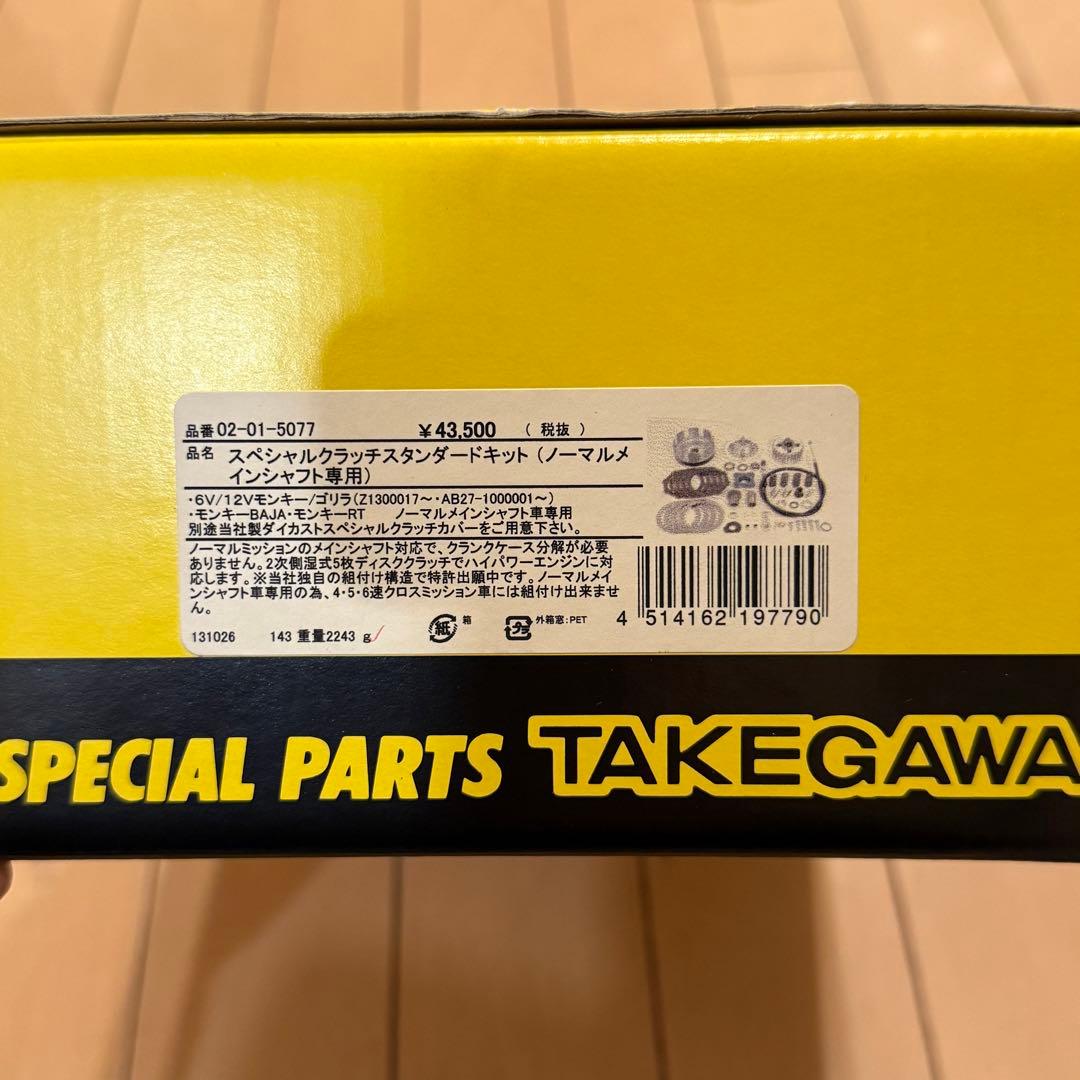 品番 02-01-5077 ￥43,500 ( 税抜 )
品名 スペシャルクラッチスタンダードキット (ノーマルメ
インシャフト専用)
・6V/12Vモンキー/ゴリラ(Z1300017～・AB27-1000001～)
・モンキーBAJA・モンキーRT ノーマルメインシャフト車専用
別途当社製ダイカストスペシャルクラッチカバーをご用意下さい。
ノーマルミッションのメインシャフト対応で、クランクケース分解が必要
ありません。2次側湿式5枚ディスククラッチでハイパワーエンジンに対
応します。※当社独自の組付け構造で特許出願中です。ノーマルメイ
ンシャフト車専用の為、4・5・6速クロスミッション車には組付け出来ませ
ん。
131026 143 重量2243 g
紙 箱 プラ 外箱窓:PET
4 514162 197790
SPECIAL PARTS TAKEGAWA